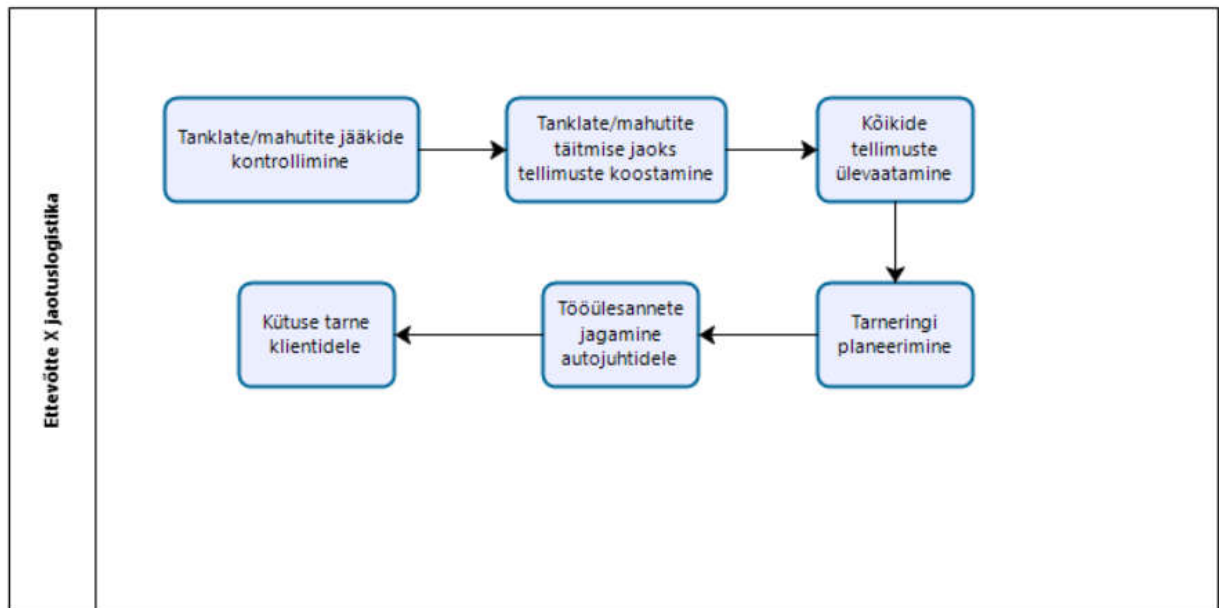 Ettevõtte X jaotuslogistika
Tanklate/mahutite jääkide
kontrollimine
Tanklate/mahutite
täitmise jaoks
tellimuste koostamine
Kõikide
tellimuste
ülevaatamine
Tarneringi
planeerimine
Tööülesannete
jagamine
autojuhtidele
Kütuse tarne
klientidele